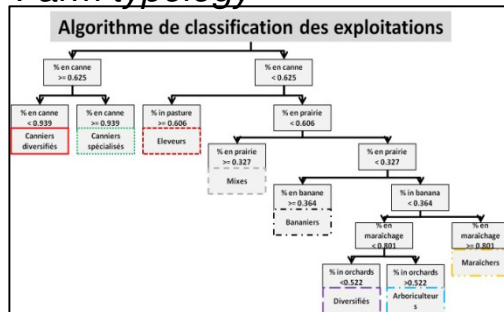 Farm typology
Algorithme de classification des exploitations
% en canne
>= 0.625
% en canne
< 0.625
% en canne
< 0.939
Canniers
diversifiés
% en canne
>= 0.939
Canniers
spécialisés
% in pasture
>= 0.606
Eleveurs
% en prairie
< 0.606
% en prairie
>= 0.327
Mixes
% en prairie
< 0.327
% en banane
>= 0.364
Bananiers
% in banana
< 0.364
% en
maraîchage
< 0.801
% en
maraîchage
>= 0.801
Maraîchers
% in orchards
<0.522
Diversifiés
% in orchards
>0.522
Arboriculteur
s